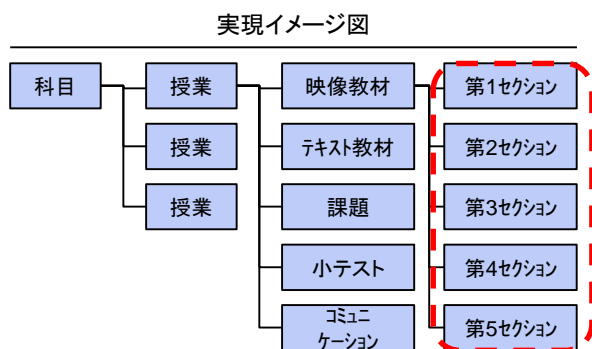 実現イメージ図
科目
授業
映像教材
第1セクション
授業
テキスト教材
第2セクション
授業
課題
第3セクション
小テスト
第4セクション
コミュニ
ケーション
第5セクション